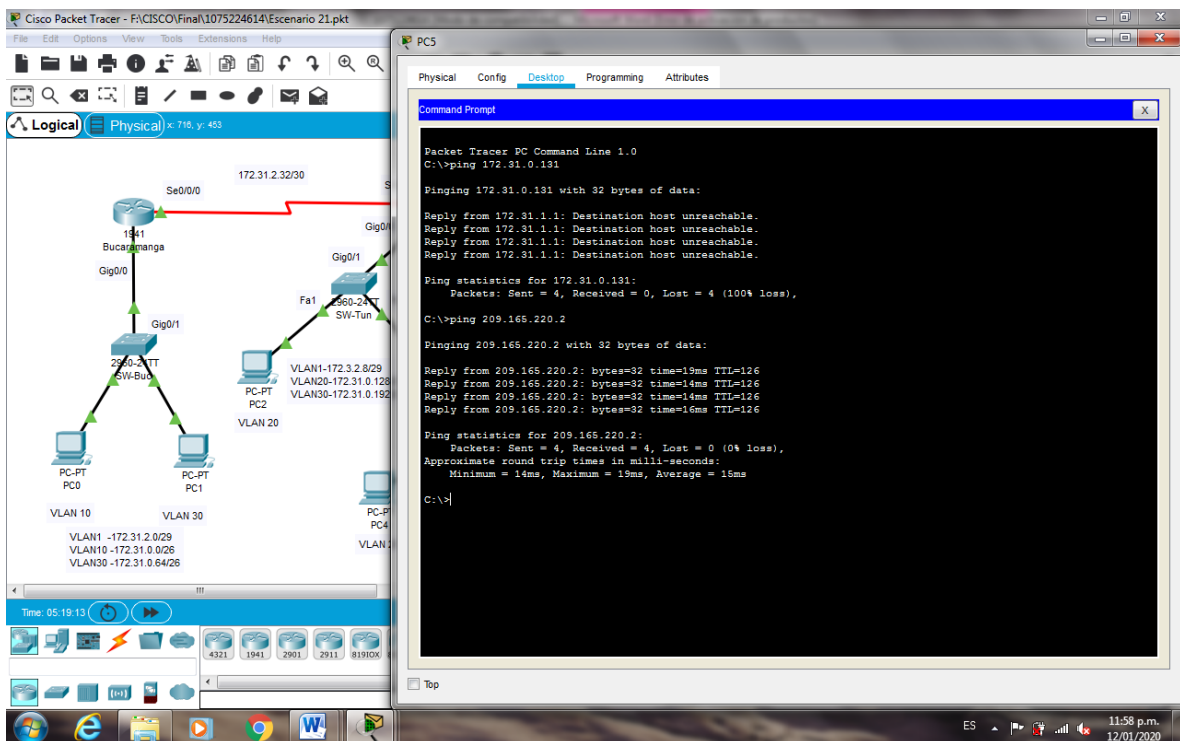 Cisco Packet Tracer - F:\CISCO\Final\1075224614\Escenario 21.pkt
File Edit Options View Tools Extensions Help
Logical Physical x: 716, y: 453
172.31.2.32/30
Se0/0/0
1941
Bucaramanga
Gig0/0
Gig0/1
2960-24TT
SW-Buc
PC-PT
PC0
PC-PT
PC1
VLAN 10
VLAN 30
VLAN1 -172.31.2.0/29
VLAN10 -172.31.0.0/26
VLAN30 -172.31.0.64/26
Gig0/
Gig0/1
Fa1
2960-24TT
SW-Tun
PC-PT
PC2
VLAN 20
VLAN1-172.3.2.8/29
VLAN20-172.31.0.128
VLAN30-172.31.0.192
PC-P
PC4
VLAN
Time: 05:19:13
4321 1941 2901 2911 819IOX
PC5
Physical Config Desktop Programming Attributes
Command Prompt
X
Packet Tracer PC Command Line 1.0
C:\>ping 172.31.0.131
Pinging 172.31.0.131 with 32 bytes of data:
Reply from 172.31.1.1: Destination host unreachable.
Reply from 172.31.1.1: Destination host unreachable.
Reply from 172.31.1.1: Destination host unreachable.
Reply from 172.31.1.1: Destination host unreachable.
Ping statistics for 172.31.0.131:
Packets: Sent = 4, Received = 0, Lost = 4 (100% loss),
C:\>ping 209.165.220.2
Pinging 209.165.220.2 with 32 bytes of data:
Reply from 209.165.220.2: bytes=32 time=19ms TTL=126
Reply from 209.165.220.2: bytes=32 time=14ms TTL=126
Reply from 209.165.220.2: bytes=32 time=14ms TTL=126
Reply from 209.165.220.2: bytes=32 time=16ms TTL=126
Ping statistics for 209.165.220.2:
Packets: Sent = 4, Received = 4, Lost = 0 (0% loss),
Approximate round trip times in milli-seconds:
Minimum = 14ms, Maximum = 19ms, Average = 15ms
C:\>
Top
ES
11:58 p.m.
12/01/2020